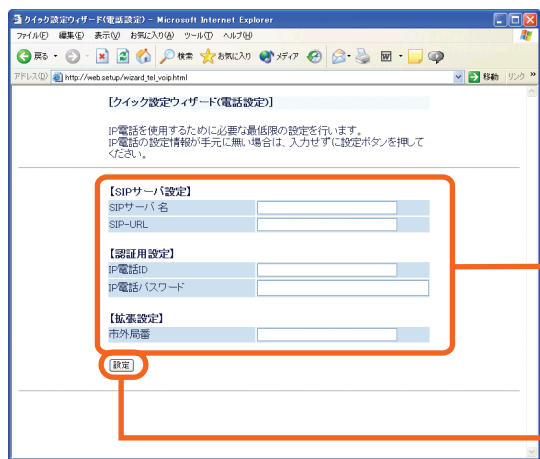 クイック設定ウィザード(電話設定) - Microsoft Internet Explorer
ファイル(F) 編集(E) 表示(V) お気に入り(A) ツール(T) ヘルプ(H)
戻る 検索 お気に入り メディア
アドレス(D) http://web.setup/wizard_tel_voip.html 移動 リンク »
[クイック設定ウィザード(電話設定)]
IP電話を使用するために必要な最低限の設定を行います。
IP電話の設定情報が手元に無い場合は、入力せずに設定ボタンを押して
ください。
【SIPサーバ設定】
SIPサーバ名
SIP-URL
【認証用設定】
IP電話ID
IP電話パスワード
【拡張設定】
市外局番
設定